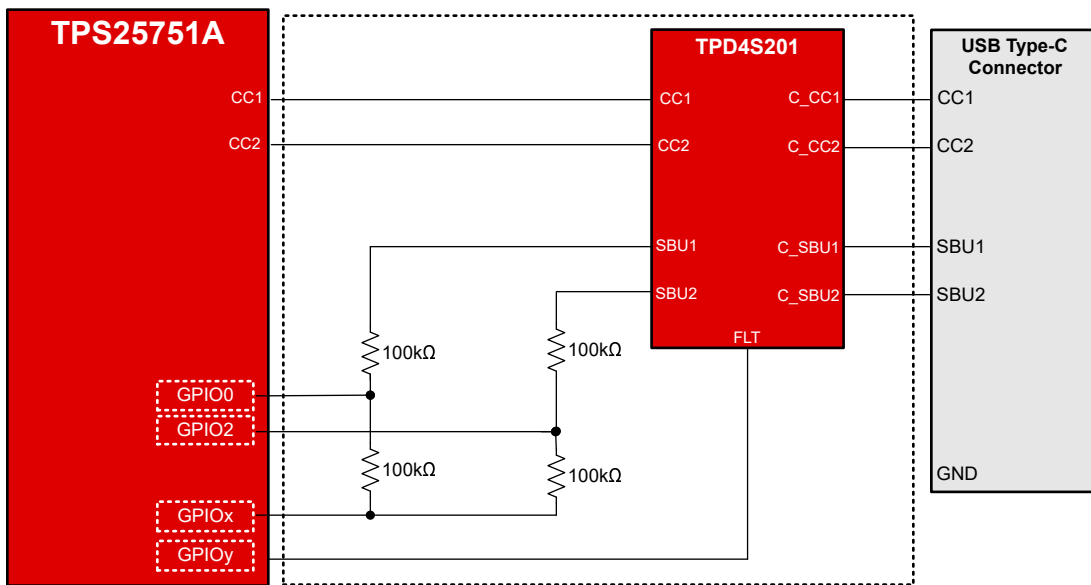 TPS25751A
CC1
CC2
GPIO0
GPIO2
GPIOx
GPIOy
100kΩ
100kΩ
100kΩ
100kΩ
TPD4S201
CC1
CC2
SBU1
SBU2
C_CC1
C_CC2
C_SBU1
C_SBU2
FLT
USB Type-C
Connector
CC1
CC2
SBU1
SBU2
GND